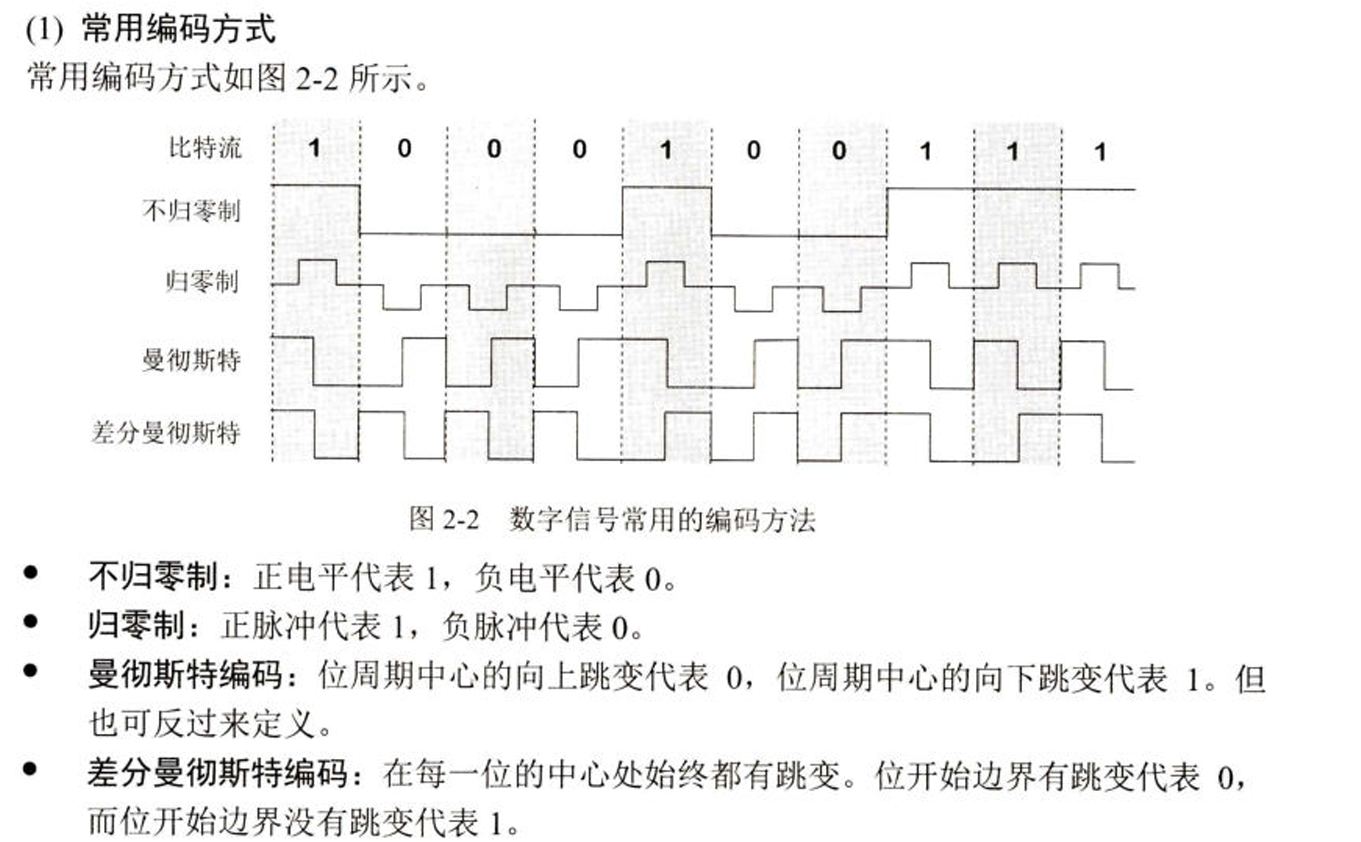 (1) 常用编码方式
常用编码方式如图 2-2 所示。
比特流 1 0 0 0 1 0 0 1 1 1
不归零制
归零制
曼彻斯特
差分曼彻斯特
图 2-2 数字信号常用的编码方法
● 不归零制：正电平代表 1，负电平代表 0。
● 归零制：正脉冲代表 1，负脉冲代表 0。
● 曼彻斯特编码：位周期中心的向上跳变代表 0，位周期中心的向下跳变代表 1。但
也可反过来定义。
● 差分曼彻斯特编码：在每一位的中心处始终都有跳变。位开始边界有跳变代表 0，
而位开始边界没有跳变代表 1。